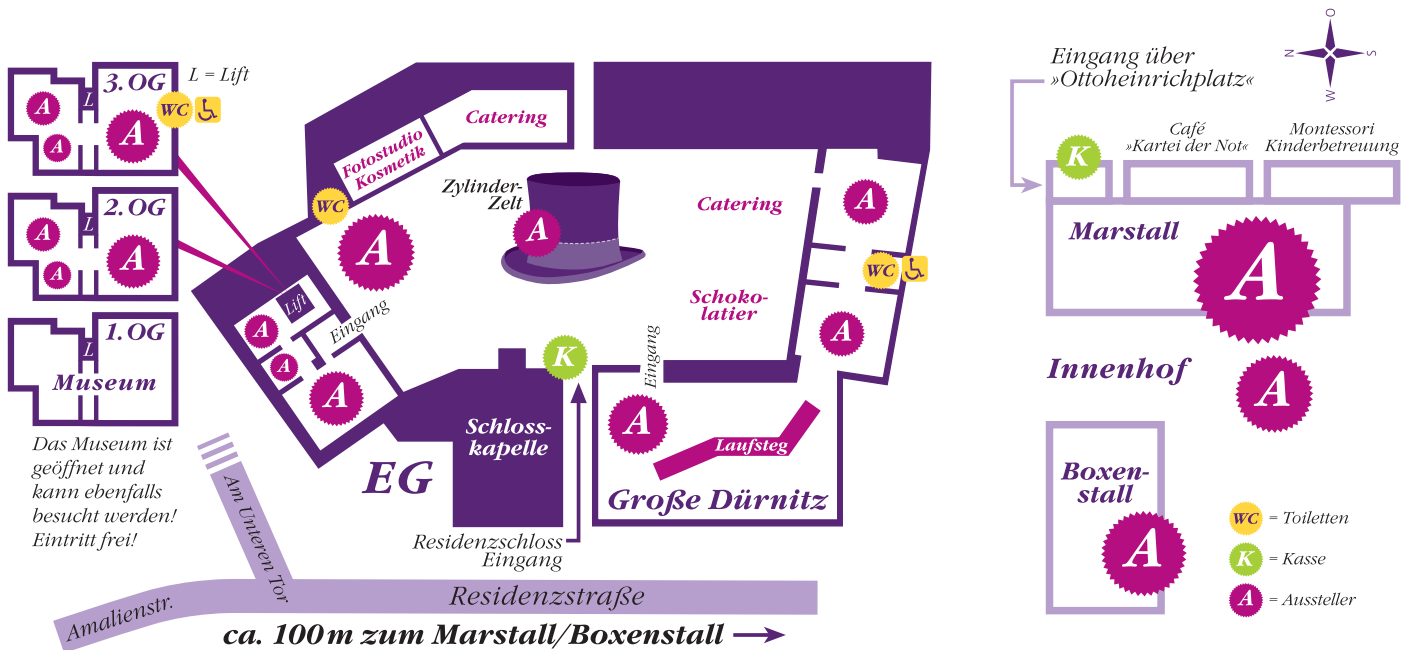 3.OG
L = Lift
L
A
A
A
WC
2.OG
L
A
A
A
1.OG
L
Museum
Das Museum ist
geöffnet und
kann ebenfalls
besucht werden!
Eintritt frei!
Catering
Fotostudio
Kosmetik
WC
A
Zylinder-
Zelt
A
Catering
Schoko-
latier
A
WC
A
Lift
Eingang
A
A
A
K
Eingang
Schloss-
kapelle
EG
A
Laufsteg
Große Dürnitz
Residenzschloss
Eingang
Am Unteren Tor
Amalienstr.
Residenzstraße
ca. 100 m zum Marstall/Boxenstall
Eingang über
»Ottoheinrichplatz«
O
N
S
W
K
Café
»Kartei der Not«
Montessori
Kinderbetreuung
Marstall
A
Innenhof
A
Boxen-
stall
A
WC = Toiletten
K = Kasse
A = Aussteller